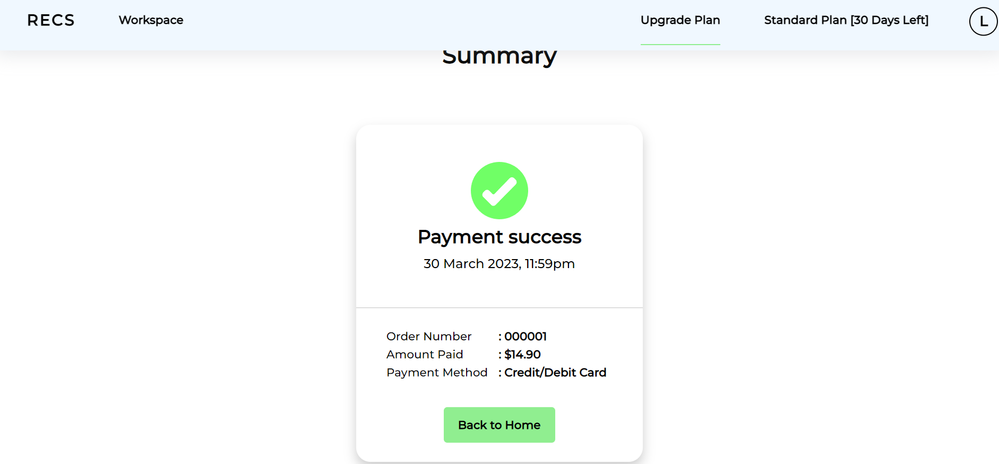 RECS Workspace Upgrade Plan Standard Plan [30 Days Left] L
Summary
Payment success
30 March 2023, 11:59pm
Order Number : 000001
Amount Paid : $14.90
Payment Method : Credit/Debit Card
Back to Home